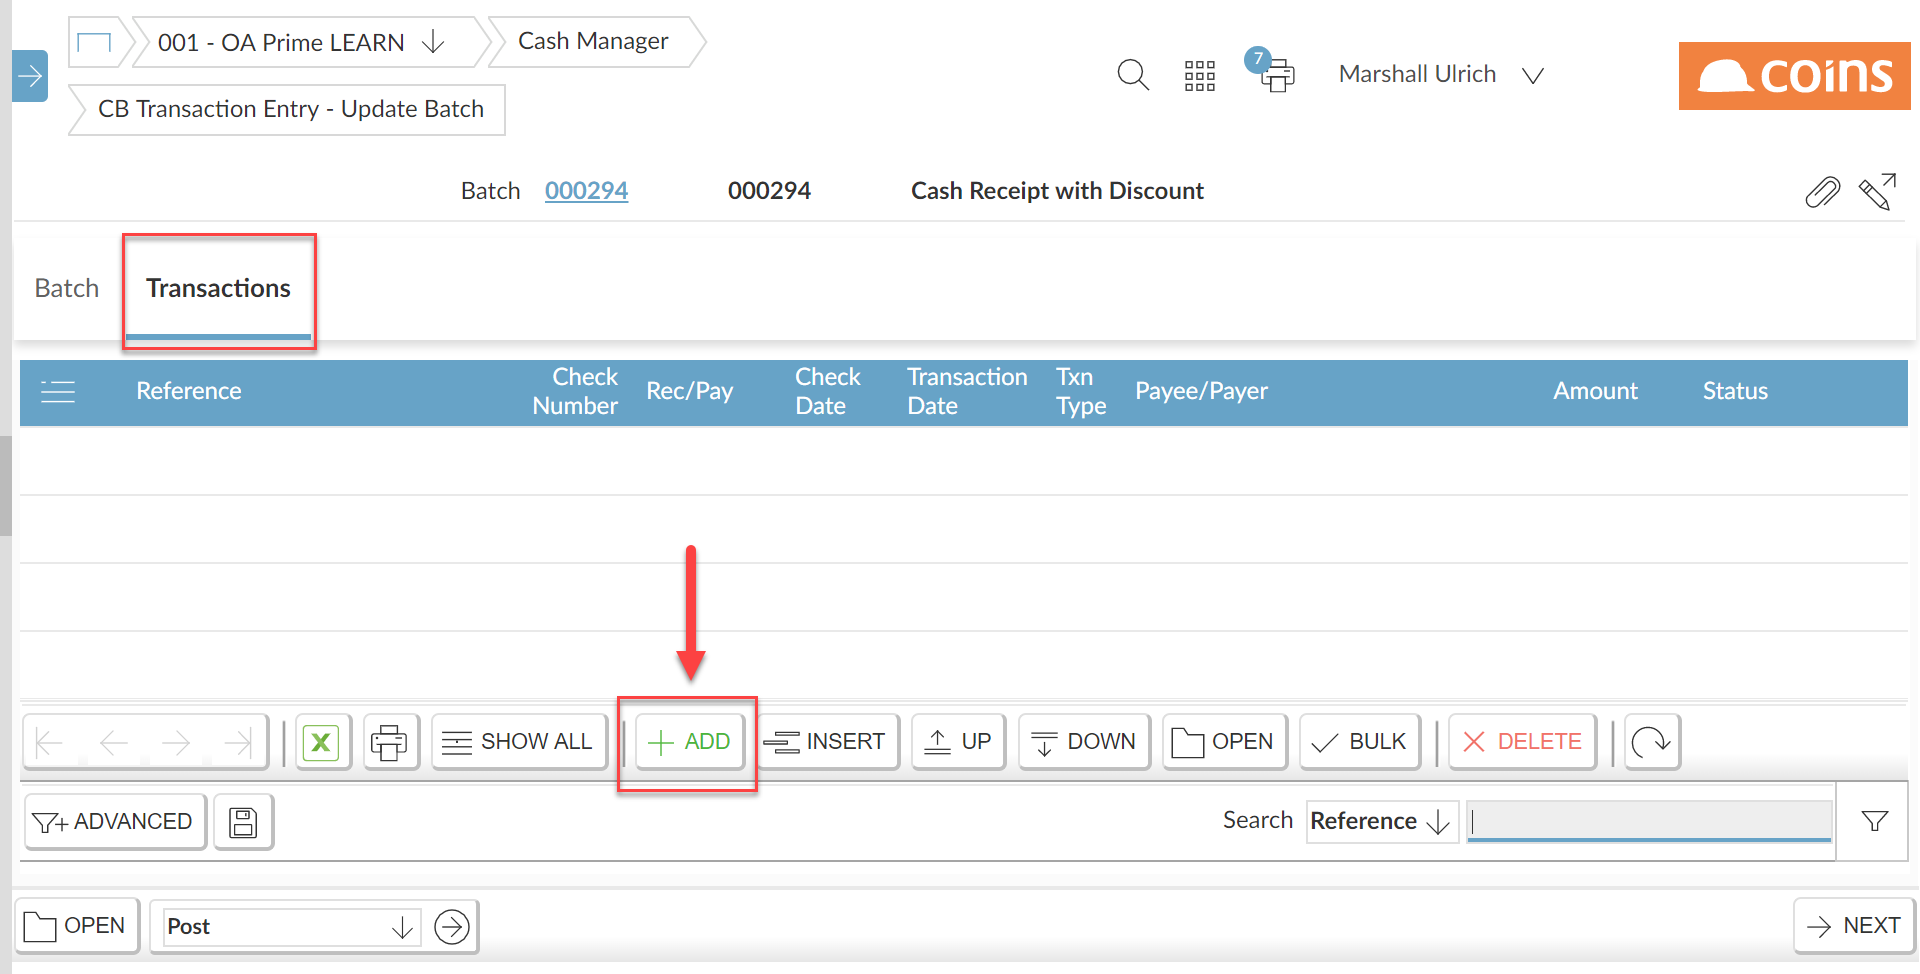 001 - OA Prime LEARN
Cash Manager
7
Marshall Ulrich
coins
CB Transaction Entry - Update Batch
Batch 000294 000294 Cash Receipt with Discount
Batch Transactions
Reference Check Number Rec/Pay Check Date Transaction Date Txn Type Payee/Payer Amount Status
X SHOW ALL ADD INSERT UP DOWN OPEN BULK DELETE
ADVANCED Search Reference
OPEN Post NEXT